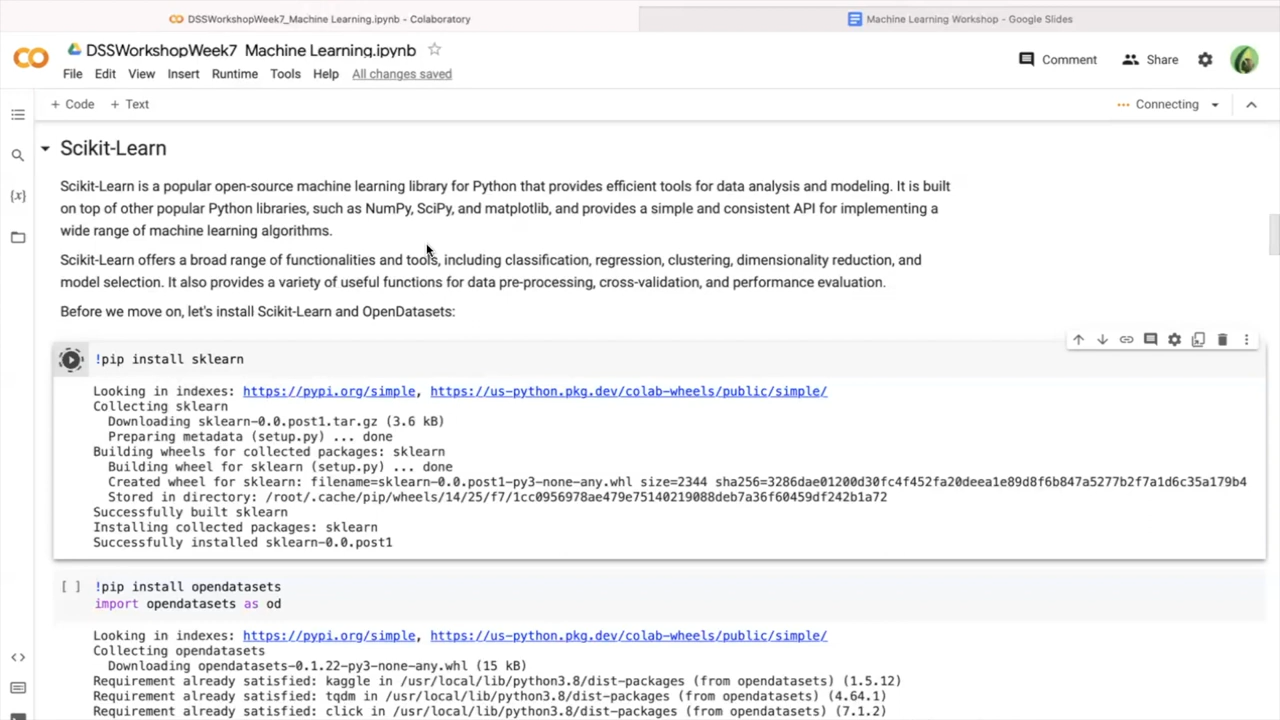 DSSWorkshopWeek7_Machine Learning.ipynb - Colaboratory
Machine Learning Workshop - Google Slides
DSSWorkshopWeek7 Machine Learning.ipynb
Comment
Share
File Edit View Insert Runtime Tools Help All changes saved
+ Code + Text
Connecting
Scikit-Learn
Scikit-Learn is a popular open-source machine learning library for Python that provides efficient tools for data analysis and modeling. It is built
on top of other popular Python libraries, such as NumPy, SciPy, and matplotlib, and provides a simple and consistent API for implementing a
wide range of machine learning algorithms.
Scikit-Learn offers a broad range of functionalities and tools, including classification, regression, clustering, dimensionality reduction, and
model selection. It also provides a variety of useful functions for data pre-processing, cross-validation, and performance evaluation.
Before we move on, let's install Scikit-Learn and OpenDatasets:
!pip install sklearn
Looking in indexes: https://pypi.org/simple, https://us-python.pkg.dev/colab-wheels/public/simple/
Collecting sklearn
Downloading sklearn-0.0.post1.tar.gz (3.6 kB)
Preparing metadata (setup.py) ... done
Building wheels for collected packages: sklearn
Building wheel for sklearn (setup.py) ... done
Created wheel for sklearn: filename=sklearn-0.0.post1-py3-none-any.whl size=2344 sha256=3286dae01200d30fc4f452fa20deea1e89d8f6b847a5277b2f7a1d6c35a179b4
Stored in directory: /root/.cache/pip/wheels/14/25/f7/1cc0956978ae479e75140219088deb7a36f60459df242b1a72
Successfully built sklearn
Installing collected packages: sklearn
Successfully installed sklearn-0.0.post1
[ ] !pip install opendatasets
import opendatasets as od
Looking in indexes: https://pypi.org/simple, https://us-python.pkg.dev/colab-wheels/public/simple/
Collecting opendatasets
Downloading opendatasets-0.1.22-py3-none-any.whl (15 kB)
Requirement already satisfied: kaggle in /usr/local/lib/python3.8/dist-packages (from opendatasets) (1.5.12)
Requirement already satisfied: tqdm in /usr/local/lib/python3.8/dist-packages (from opendatasets) (4.64.1)
Requirement already satisfied: click in /usr/local/lib/python3.8/dist-packages (from opendatasets) (7.1.2)